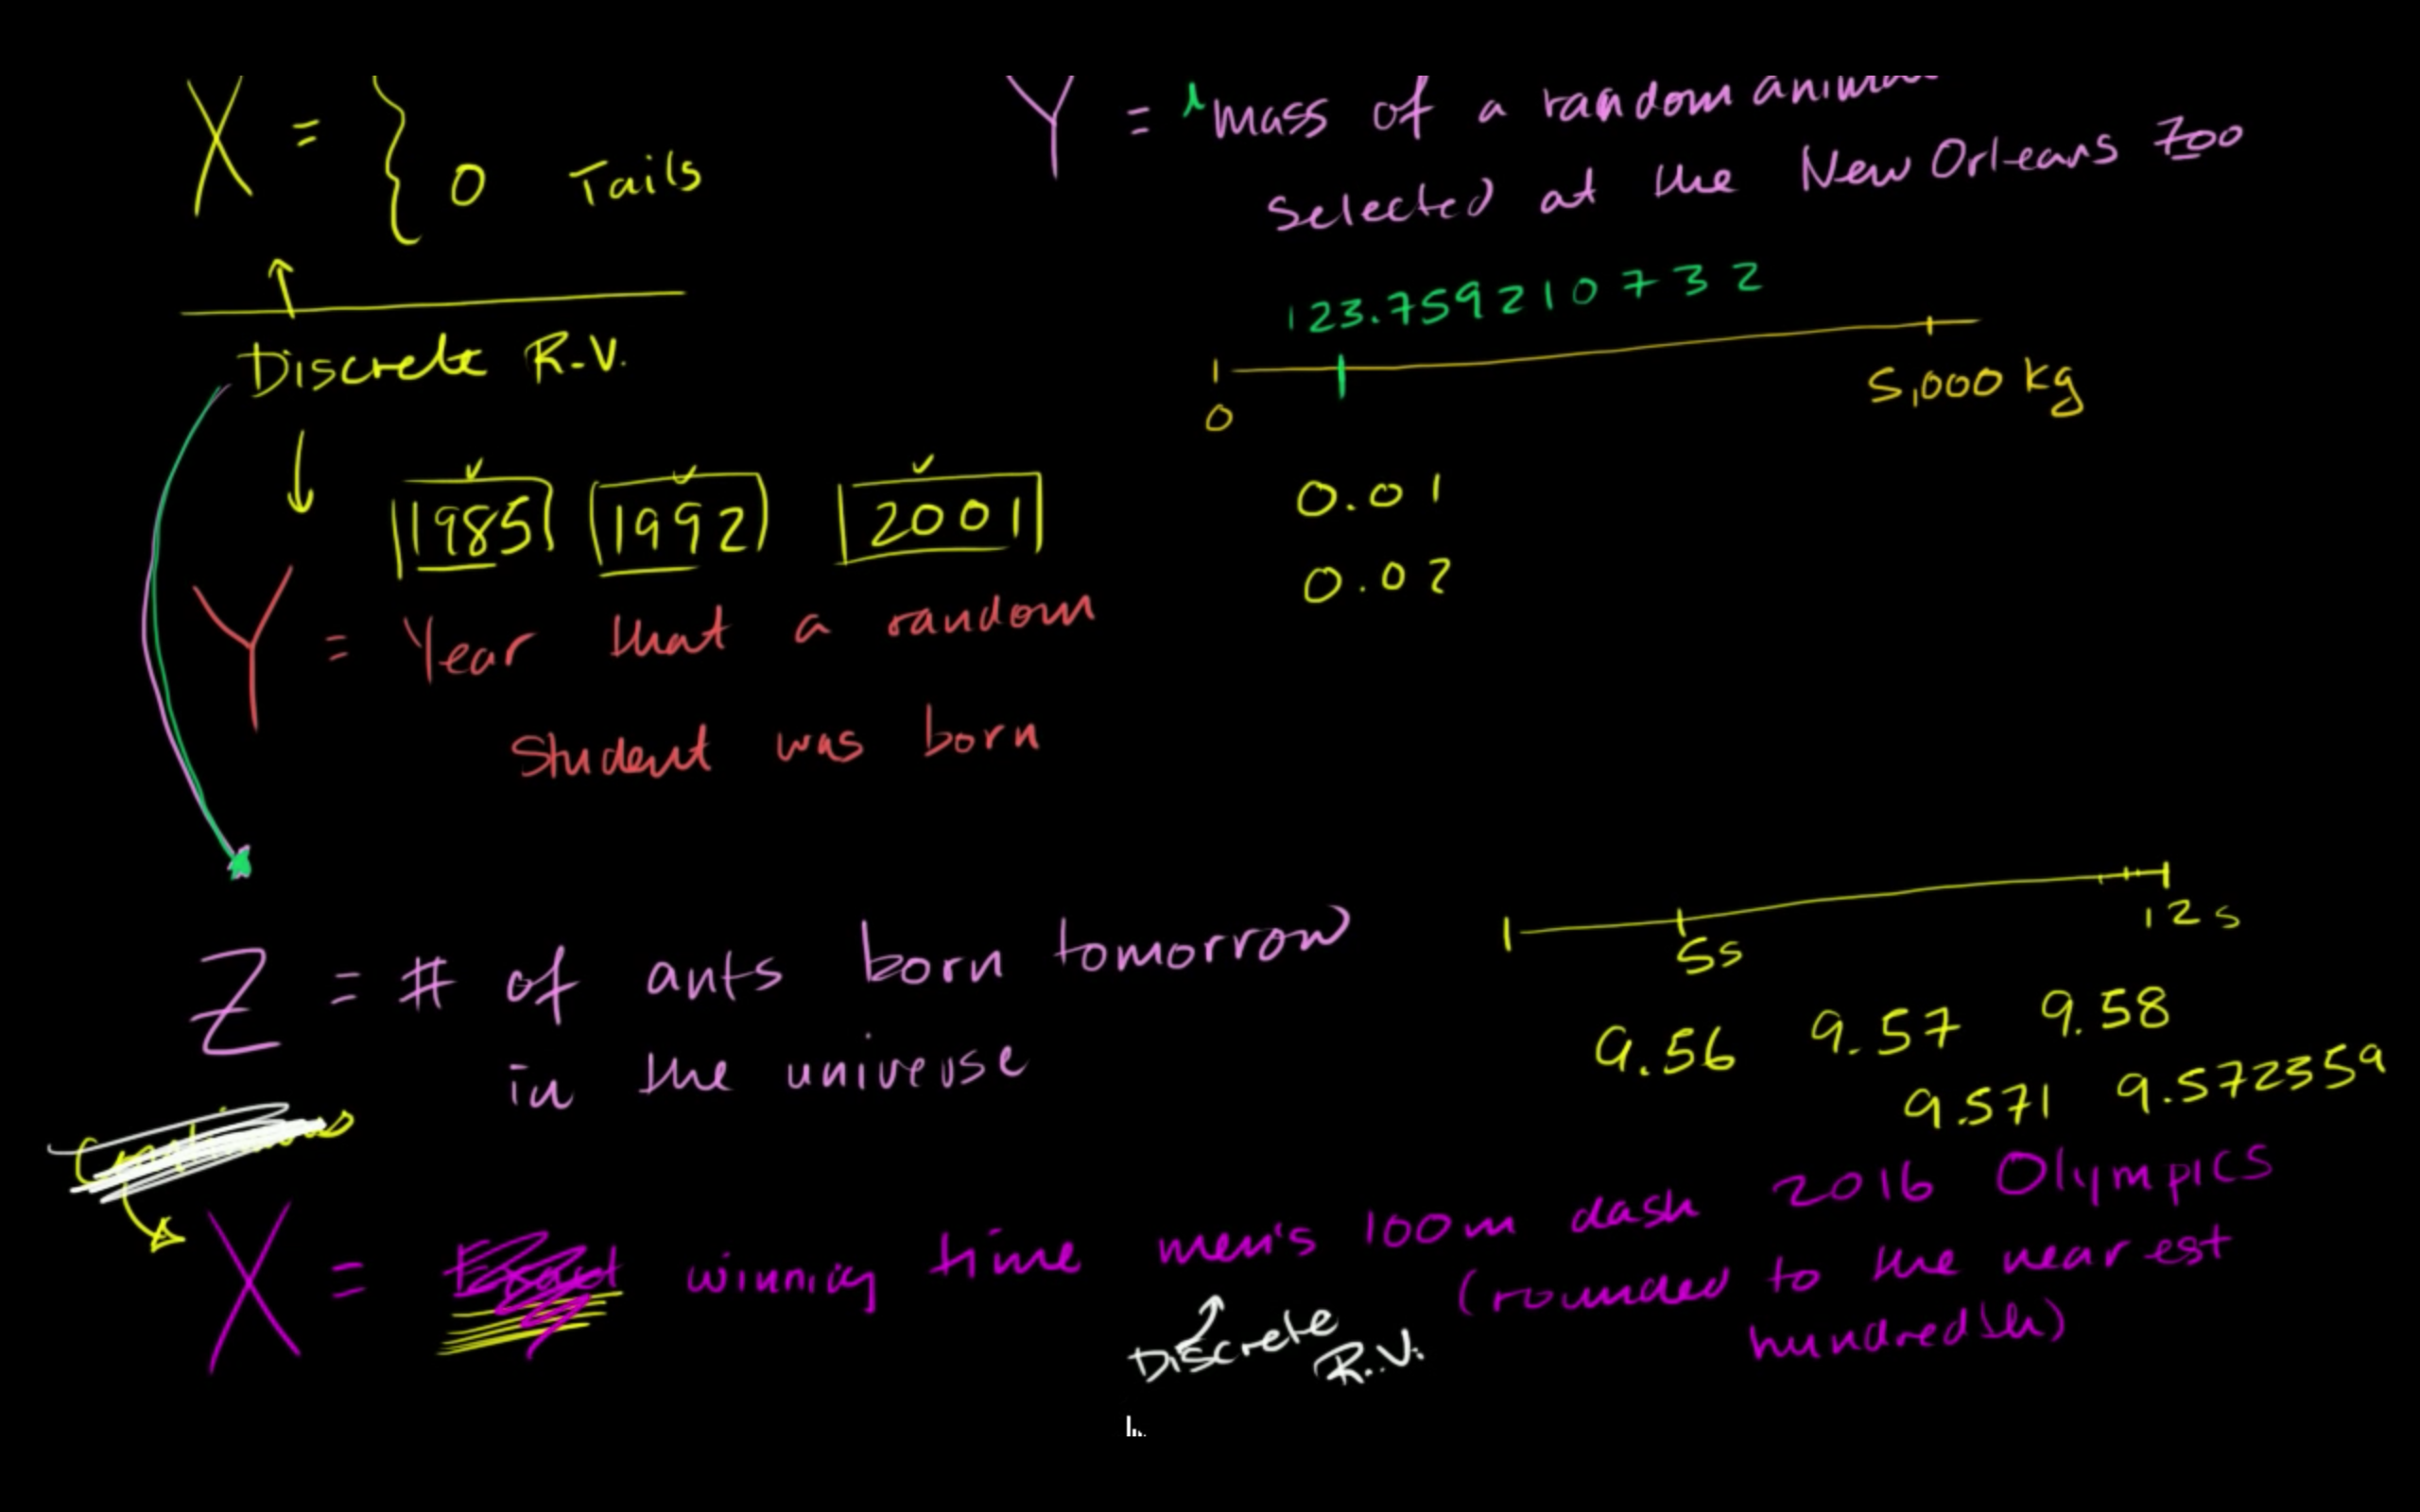 X = { 0 Tails
Discrete R.V.
1985 1992 2001
Y = Year that a random
student was born
Y = mass of a random animal
selected at the New Orleans Zoo
123.759210732
0
5,000 kg
0.01
0.02
Z = # of ants born tomorrow
in the universe
5s
12s
9.56 9.57 9.58
9.571 9.572359
X = winning time men's 100m dash 2016 Olympics
(rounded to the nearest
hundredth)
Discrete
R.V.